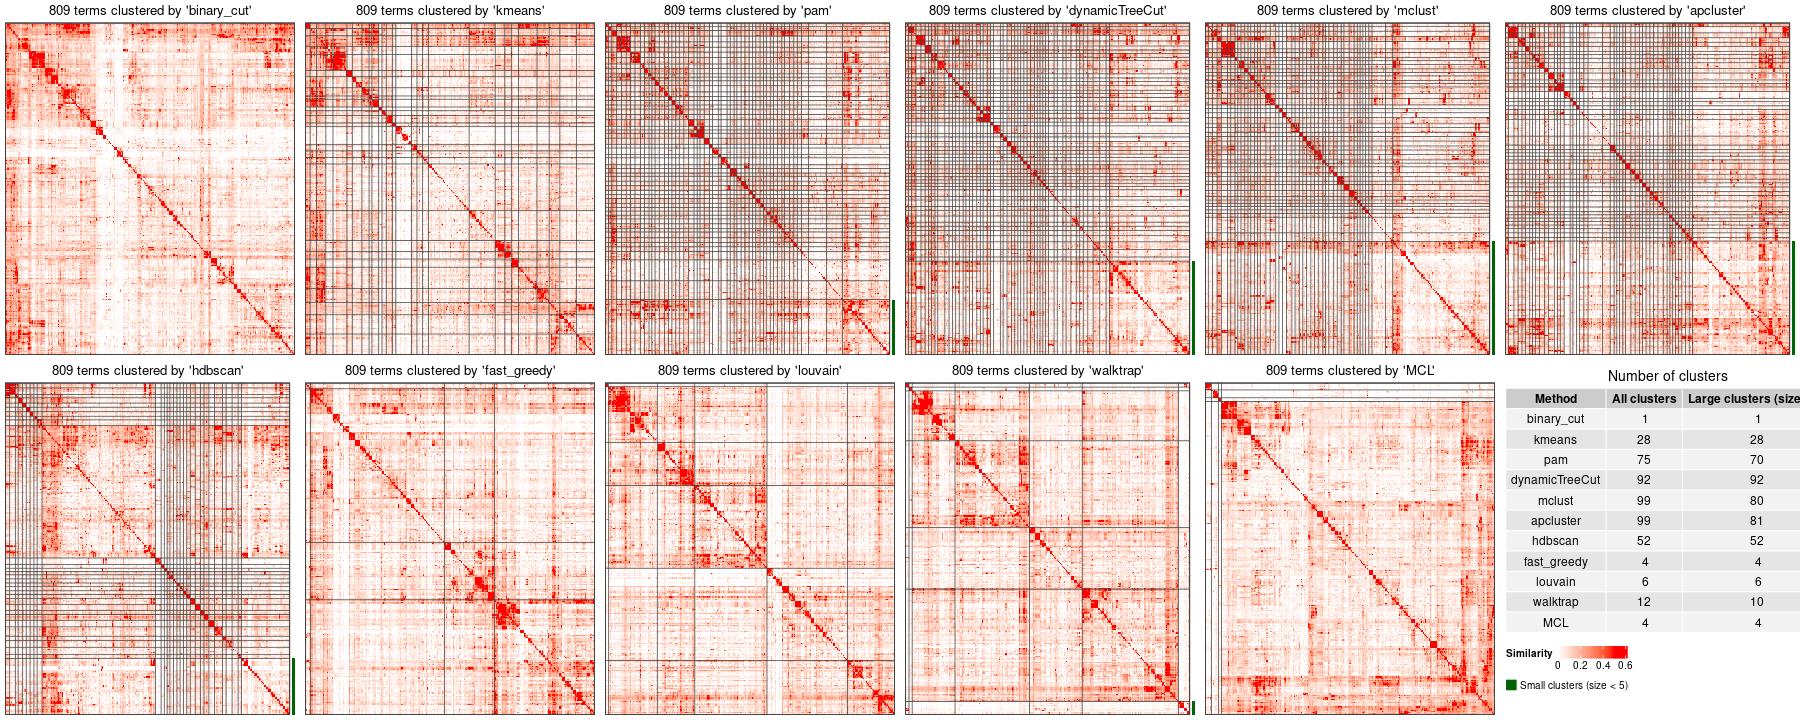 809 terms clustered by 'binary_cut'
809 terms clustered by 'kmeans'
809 terms clustered by 'pam'
809 terms clustered by 'dynamicTreeCut'
809 terms clustered by 'mclust'
809 terms clustered by 'apcluster'
809 terms clustered by 'hdbscan'
809 terms clustered by 'fast_greedy'
809 terms clustered by 'louvain'
809 terms clustered by 'walktrap'
809 terms clustered by 'MCL'
Number of clusters
Method All clusters Large clusters (size
binary_cut 1 1
kmeans 28 28
pam 75 70
dynamicTreeCut 92 92
mclust 99 80
apcluster 99 81
hdbscan 52 52
fast_greedy 4 4
louvain 6 6
walktrap 12 10
MCL 4 4
Similarity
0 0.2 0.4 0.6
Small clusters (size < 5)